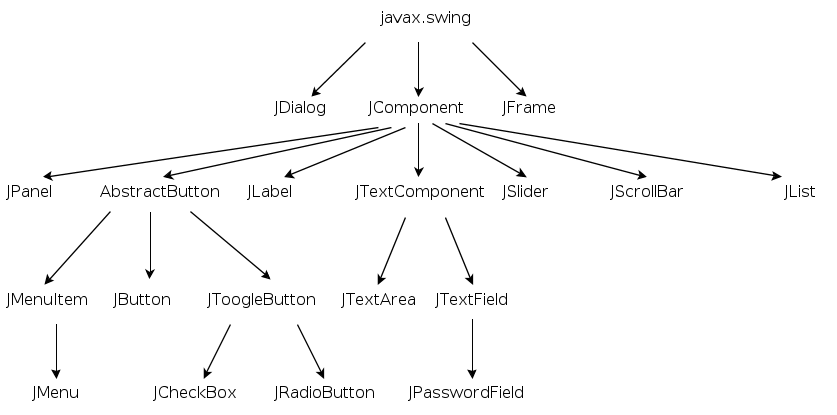 javax.swing
JDialog JComponent JFrame
JPanel AbstractButton JLabel JTextComponent JSlider JScrollBar JList
JMenuItem JButton JToogleButton JTextArea JTextField
JMenu JCheckBox JRadioButton JPasswordField